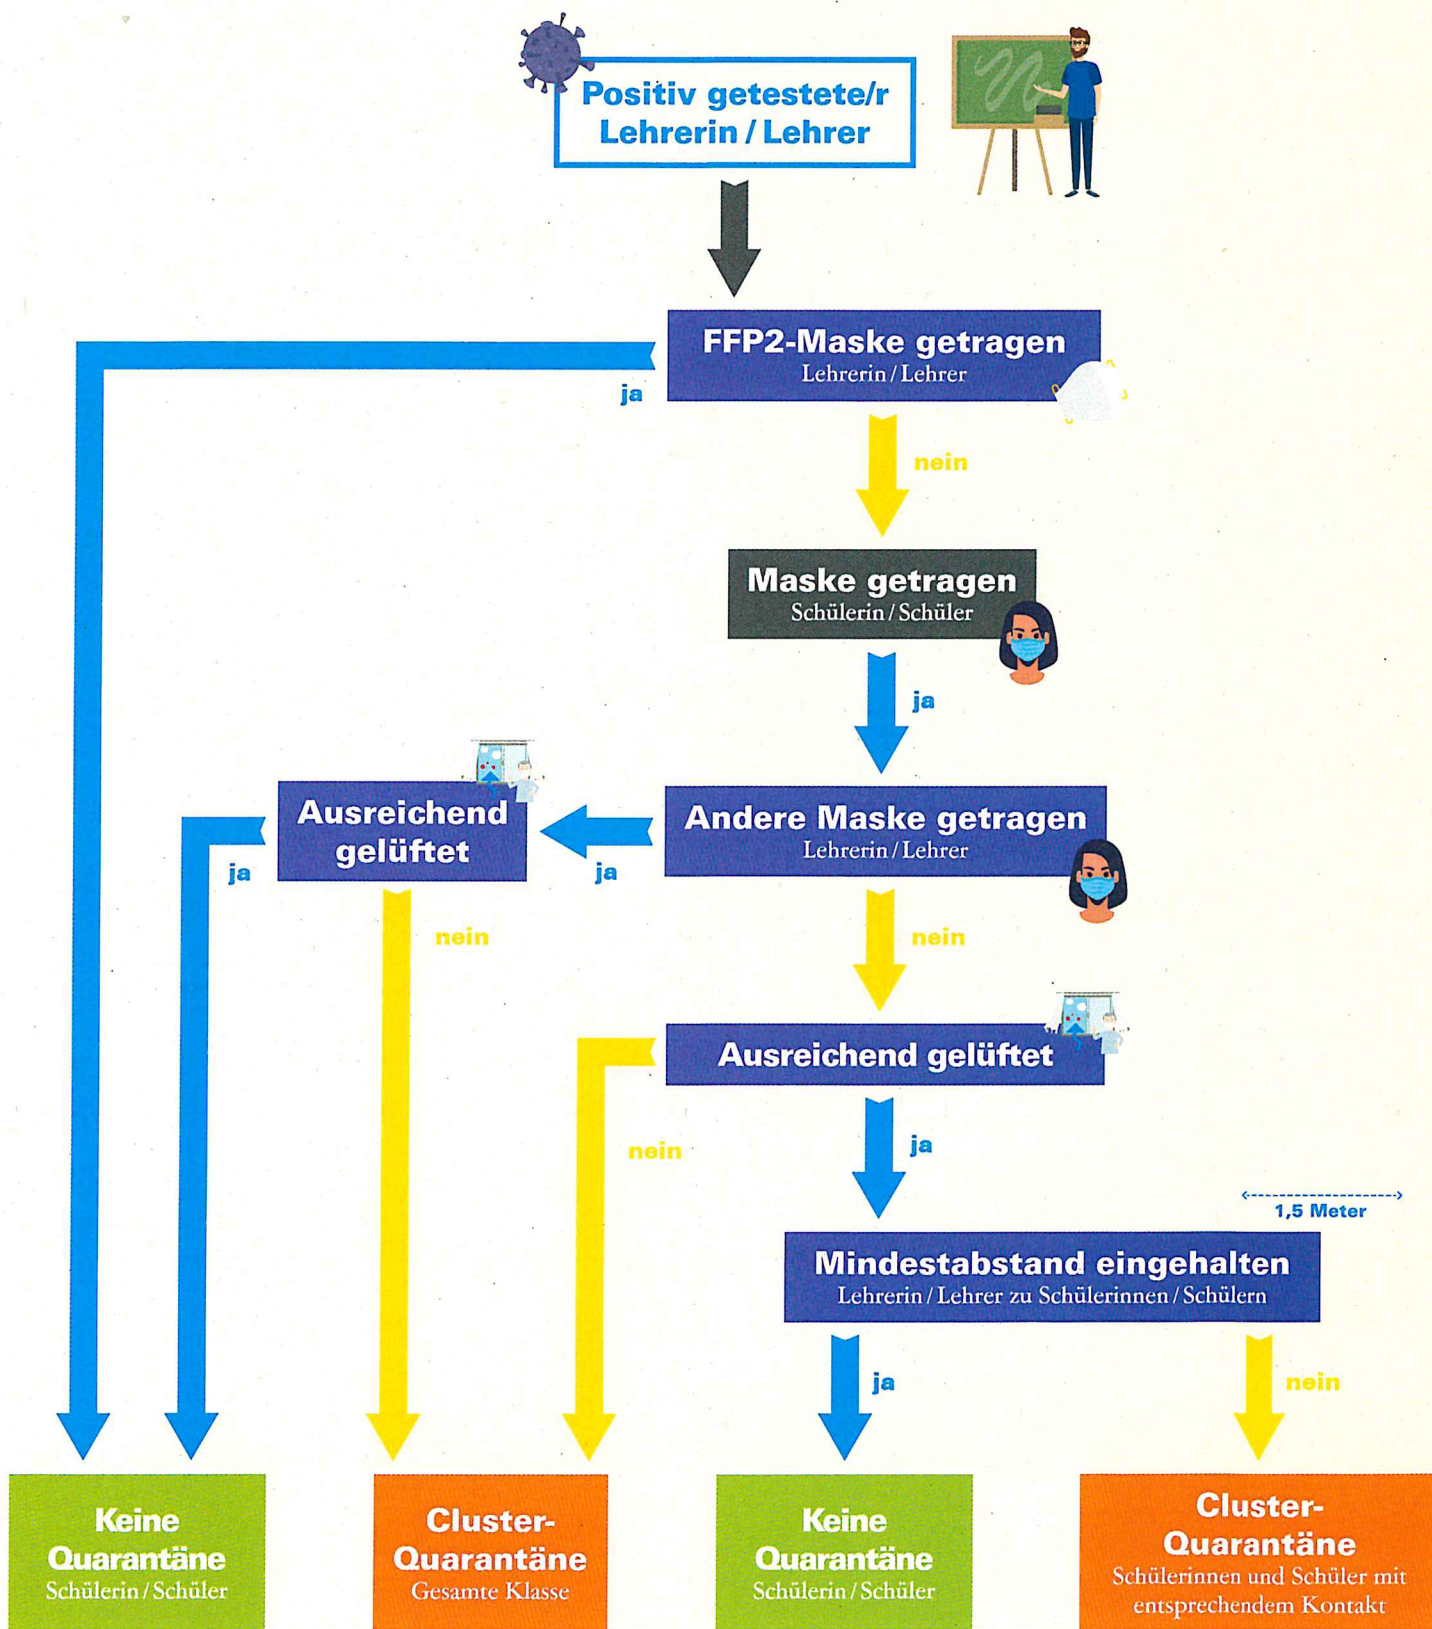 Positiv getestete/r
Lehrerin / Lehrer
FFP2-Maske getragen
Lehrerin / Lehrer
ja
nein
Maske getragen
Schülerin / Schüler
ja
Ausreichend
gelüftet
Andere Maske getragen
Lehrerin / Lehrer
ja
ja
nein
nein
Ausreichend gelüftet
nein
ja
1,5 Meter
Mindestabstand eingehalten
Lehrerin / Lehrer zu Schülerinnen / Schülern
ja
nein
Keine
Quarantäne
Schülerin / Schüler
Cluster-
Quarantäne
Gesamte Klasse
Keine
Quarantäne
Schülerin / Schüler
Cluster-
Quarantäne
Schülerinnen und Schüler mit
entsprechendem Kontakt